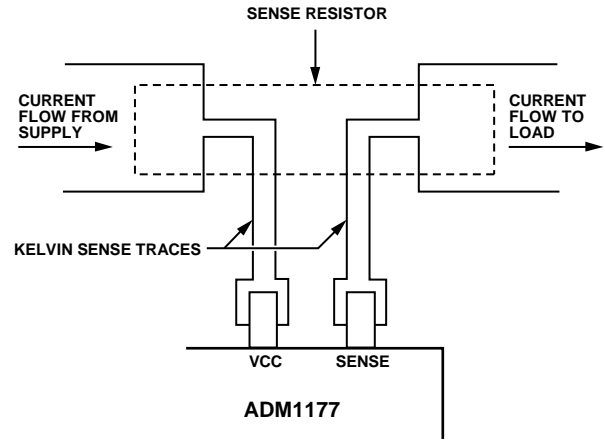 SENSE RESISTOR
CURRENT
FLOW FROM
SUPPLY
CURRENT
FLOW TO
LOAD
KELVIN SENSE TRACES
VCC
SENSE
ADM1177